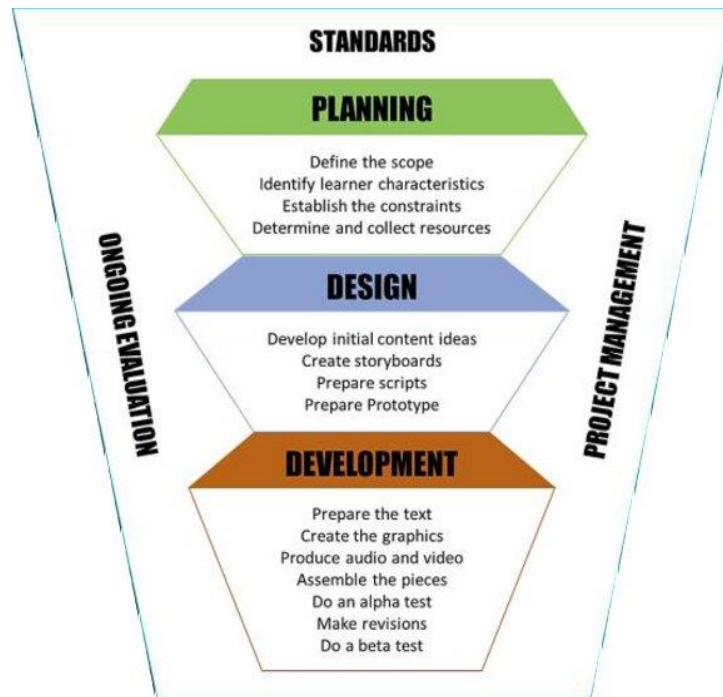 STANDARDS
PLANNING
Define the scope
Identify learner characteristics
Establish the constraints
Determine and collect resources
ONGOING EVALUATION
PROJECT MANAGEMENT
DESIGN
Develop initial content ideas
Create storyboards
Prepare scripts
Prepare Prototype
DEVELOPMENT
Prepare the text
Create the graphics
Produce audio and video
Assemble the pieces
Do an alpha test
Make revisions
Do a beta test